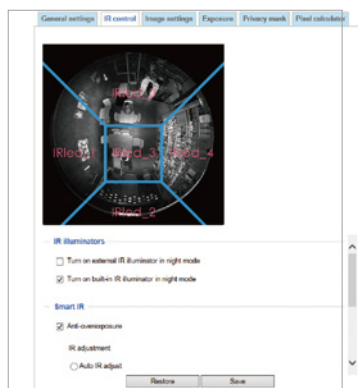 General settings IR control Image settings Exposure Privacy mask Pixel calculator
IRled_
IRled_1 IRled_3 IRled_4
IRled_2
IR illuminators
Turn on external IR illuminator in night mode
Turn on built-in IR illuminator in night mode
Smart IR
Anti-overexposure
IR adjustment
Auto IR adjust
Restore Save